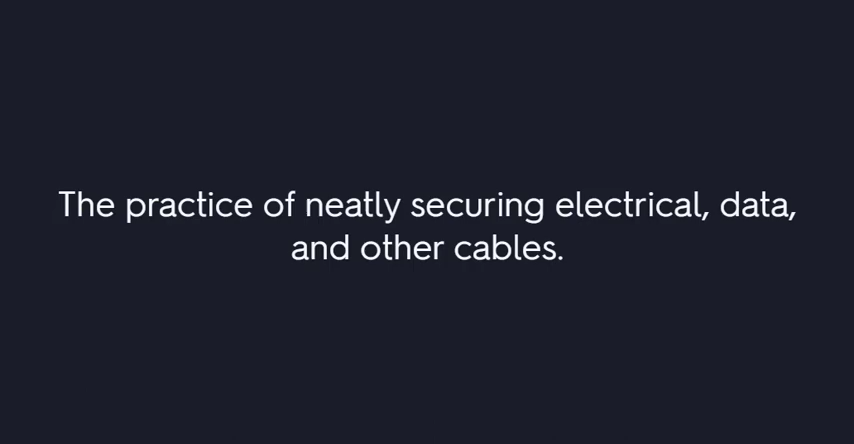 The practice of neatly securing electrical, data,
and other cables.